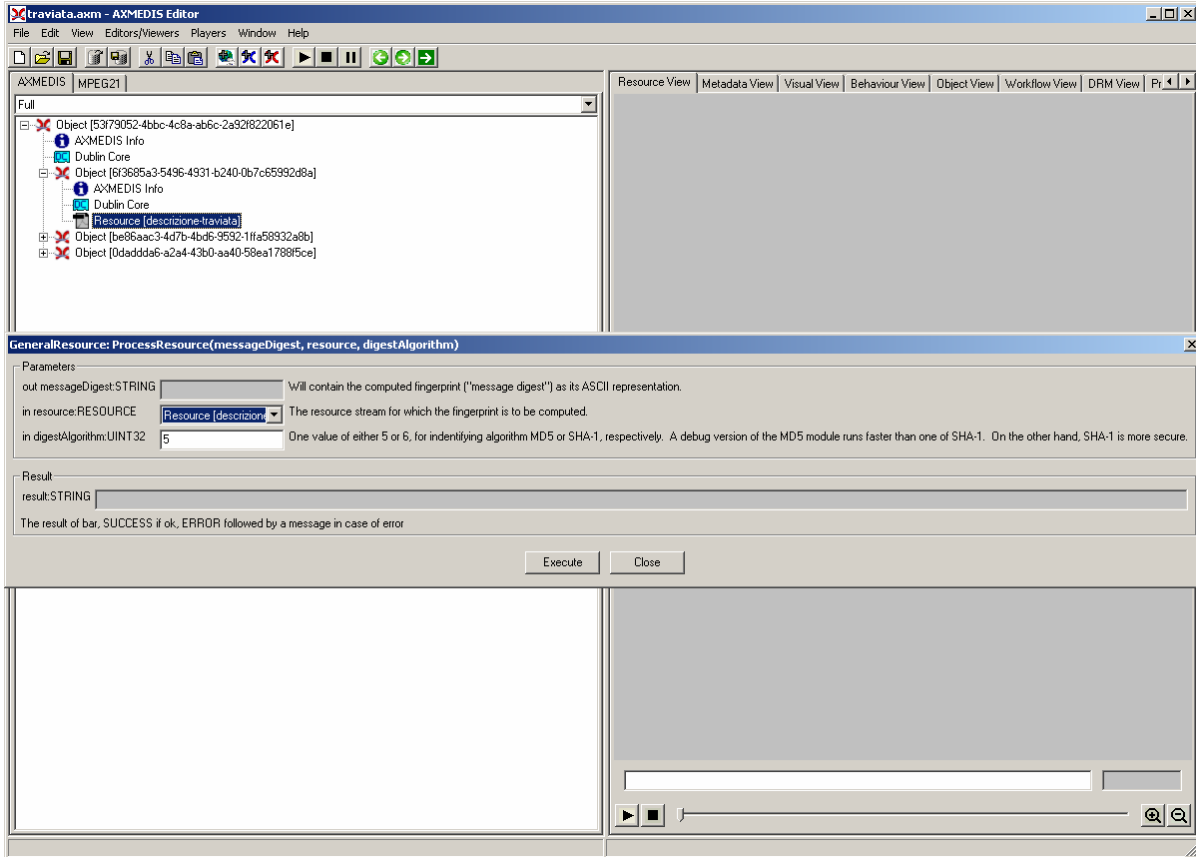 traviata.axm - AXMEDIS Editor
File Edit View Editors/Viewers Players Window Help
AXMEDIS MPEG21
Full
Object [53f79052-4bbc-4c8a-ab6c-2a92f822061e]
AXMEDIS Info
DC Dublin Core
Object [6f3685a3-5496-4931-b240-0b7c65992d8a]
AXMEDIS Info
DC Dublin Core
Resource [descrizione-traviata]
Object [be86aac3-4d7b-4bd6-9592-1ffa58932a8b]
Object [0daddda6-a2a4-43b0-aa40-58ea1788f5ce]
Resource View Metadata View Visual View Behaviour View Object View Workflow View DRM View Pr
GeneralResource: ProcessResource(messageDigest, resource, digestAlgorithm)
Parameters
out messageDigest:STRING Will contain the computed fingerprint ("message digest") as its ASCII representation.
in resource:RESOURCE Resource [descrizione The resource stream for which the fingerprint is to be computed.
in digestAlgorithm:UINT32 5 One value of either 5 or 6, for indentifying algorithm MD5 or SHA-1, respectively. A debug version of the MD5 module runs faster than one of SHA-1. On the other hand, SHA-1 is more secure.
Result
result:STRING
The result of bar, SUCCESS if ok, ERROR followed by a message in case of error
Execute Close